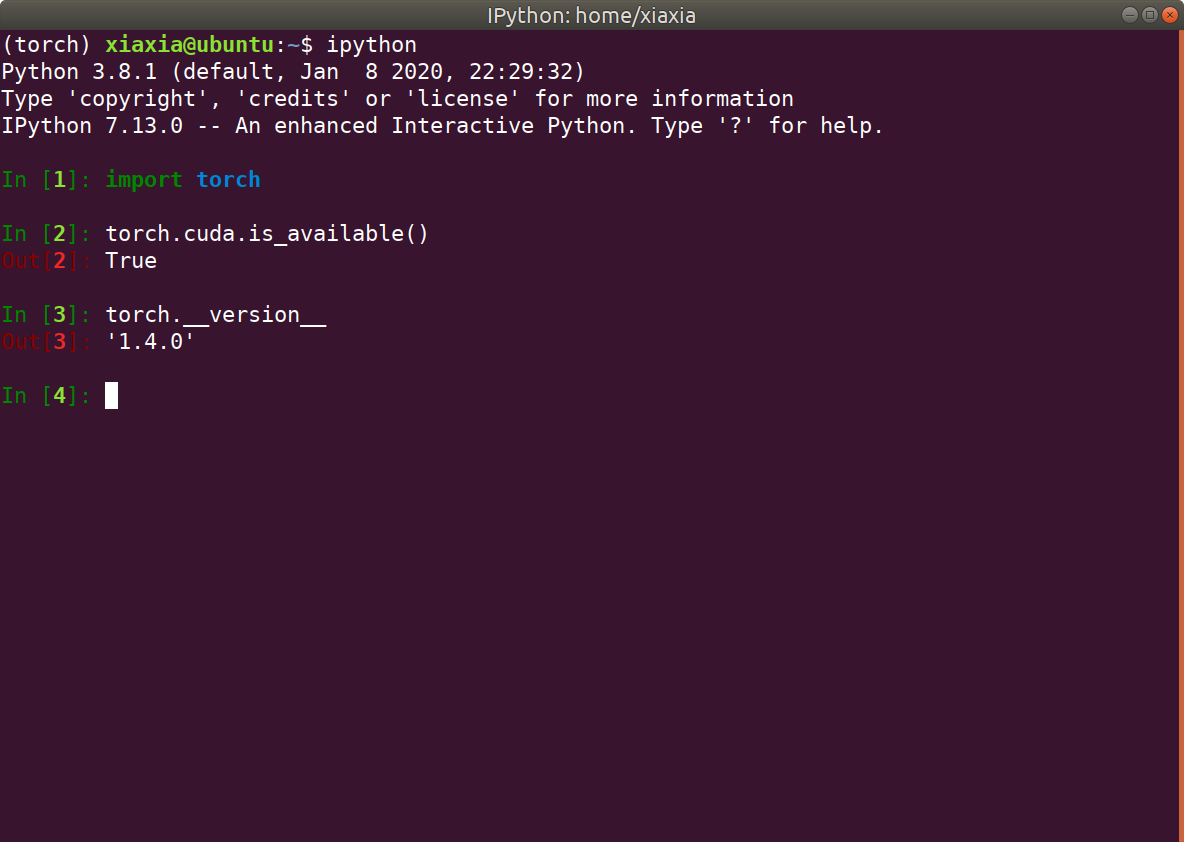 IPython: home/xiaxia
(torch) xiaxia@ubuntu:~$ ipython
Python 3.8.1 (default, Jan  8 2020, 22:29:32)
Type 'copyright', 'credits' or 'license' for more information
IPython 7.13.0 -- An enhanced Interactive Python. Type '?' for help.
In [1]: import torch
In [2]: torch.cuda.is_available()
Out[2]: True
In [3]: torch.__version__
Out[3]: '1.4.0'
In [4]: